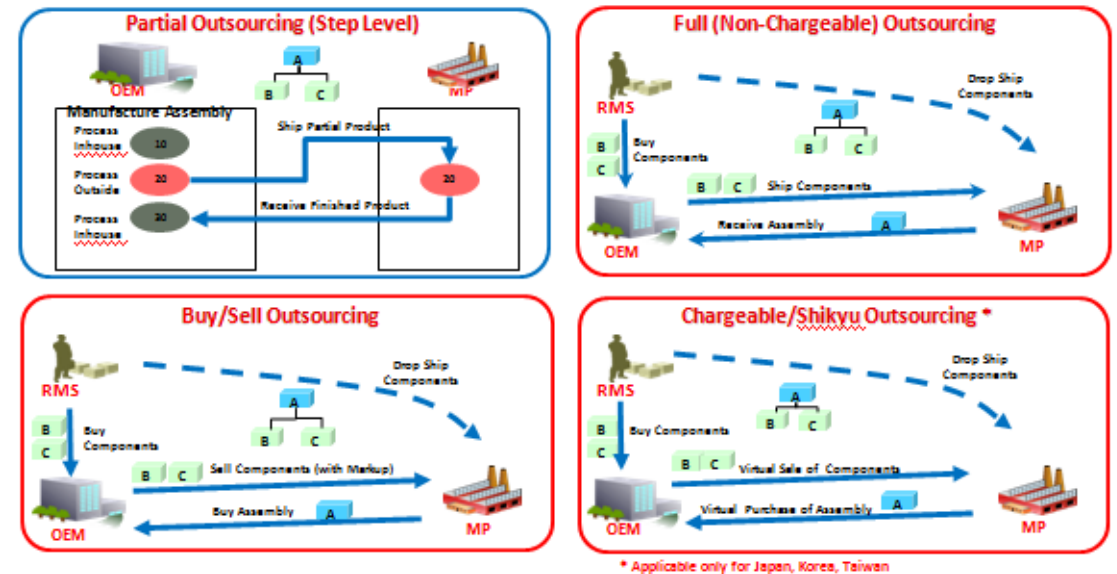 Partial Outsourcing (Step Level)
OEM
A
B
C
MP
Manufacture Assembly
Process
Inhouse
10
Process
Outside
20
Process
Inhouse
30
Ship Partial Product
20
Receive Finished Product
Full (Non-Chargeable) Outsourcing
RMS
Drop Ship
Components
A
B
C
B
C
Buy
Components
B
C
Ship Components
Receive Assembly
A
OEM
MP
Buy/Sell Outsourcing
RMS
Drop Ship
Components
A
B
C
B
C
Buy
Components
B
C
Sell Components (with Markup)
Buy Assembly
A
OEM
MP
Chargeable/Shikyu Outsourcing *
RMS
Drop Ship
Components
A
B
C
B
C
Buy Components
B
C
Virtual Sale of Components
Virtual Purchase of Assembly
A
OEM
MP
* Applicable only for Japan, Korea, Taiwan